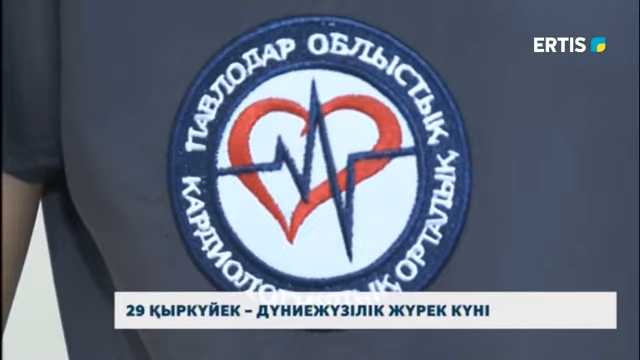 ERTIS
ПАВЛОДАР ОБЛЫСТЫҚ
ОРТАЛЫҚ
29 ҚЫРКҮЙЕК – ДҮНИЕЖҮЗІЛІК ЖҮРЕК КҮНІ